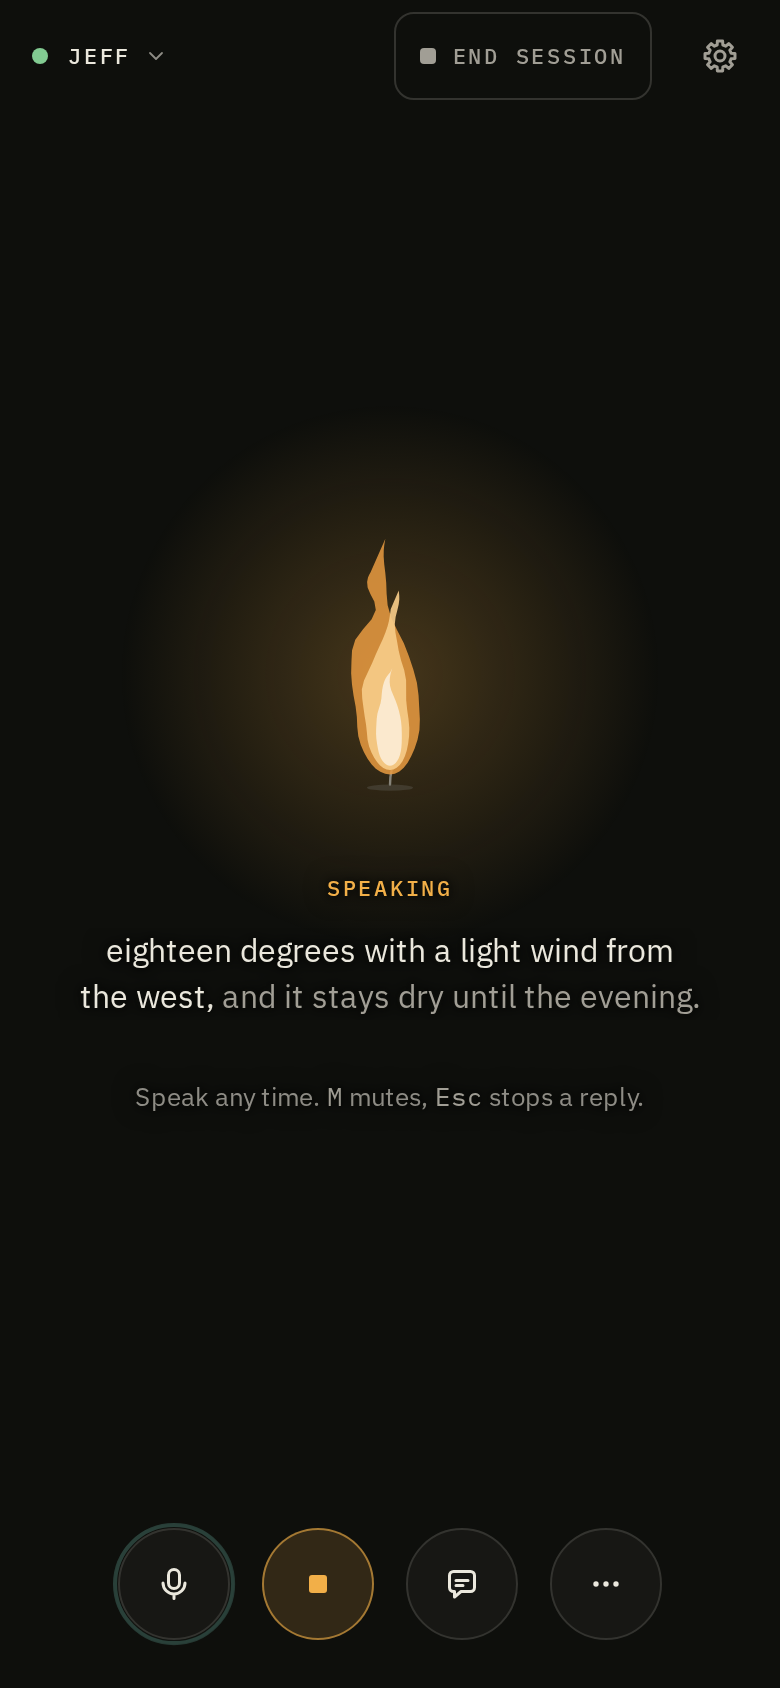 JEFF
END SESSION
SPEAKING
eighteen degrees with a light wind from
the west, and it stays dry until the evening.
Speak any time. M mutes, Esc stops a reply.